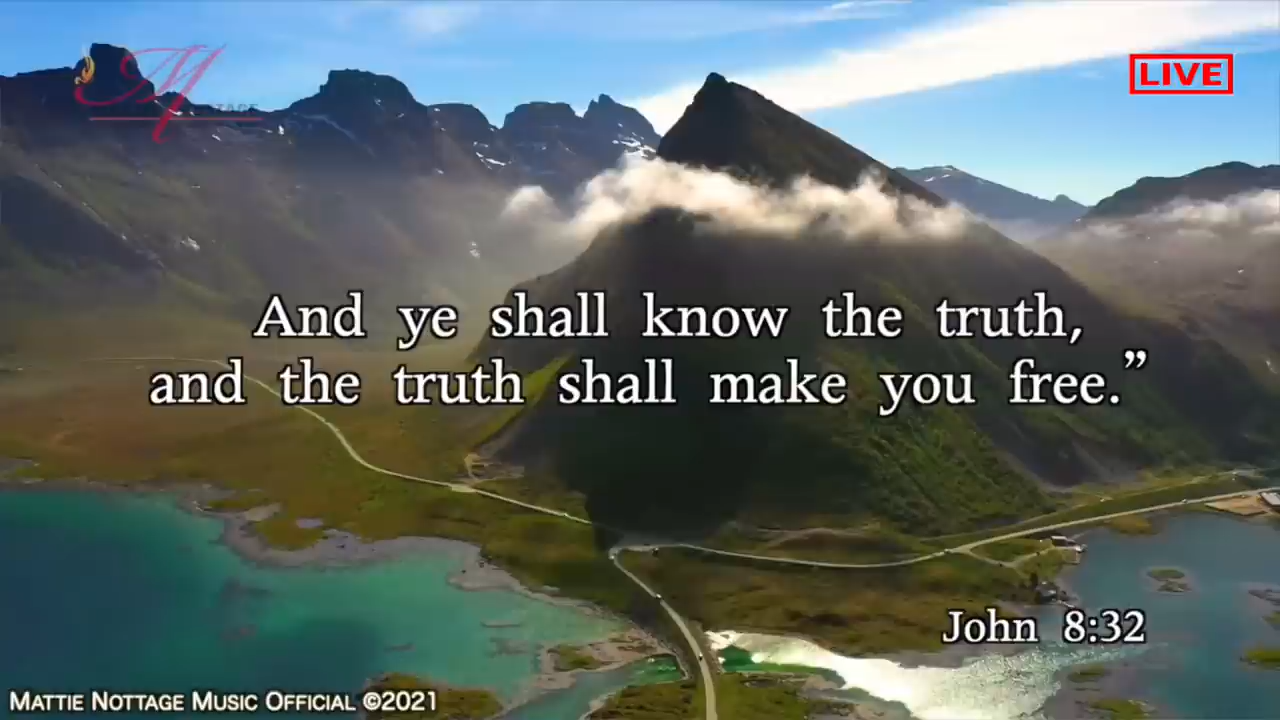 LIVE
And ye shall know the truth,
and the truth shall make you free.”
John 8:32
MATTIE NOTTAGE MUSIC OFFICIAL ©2021